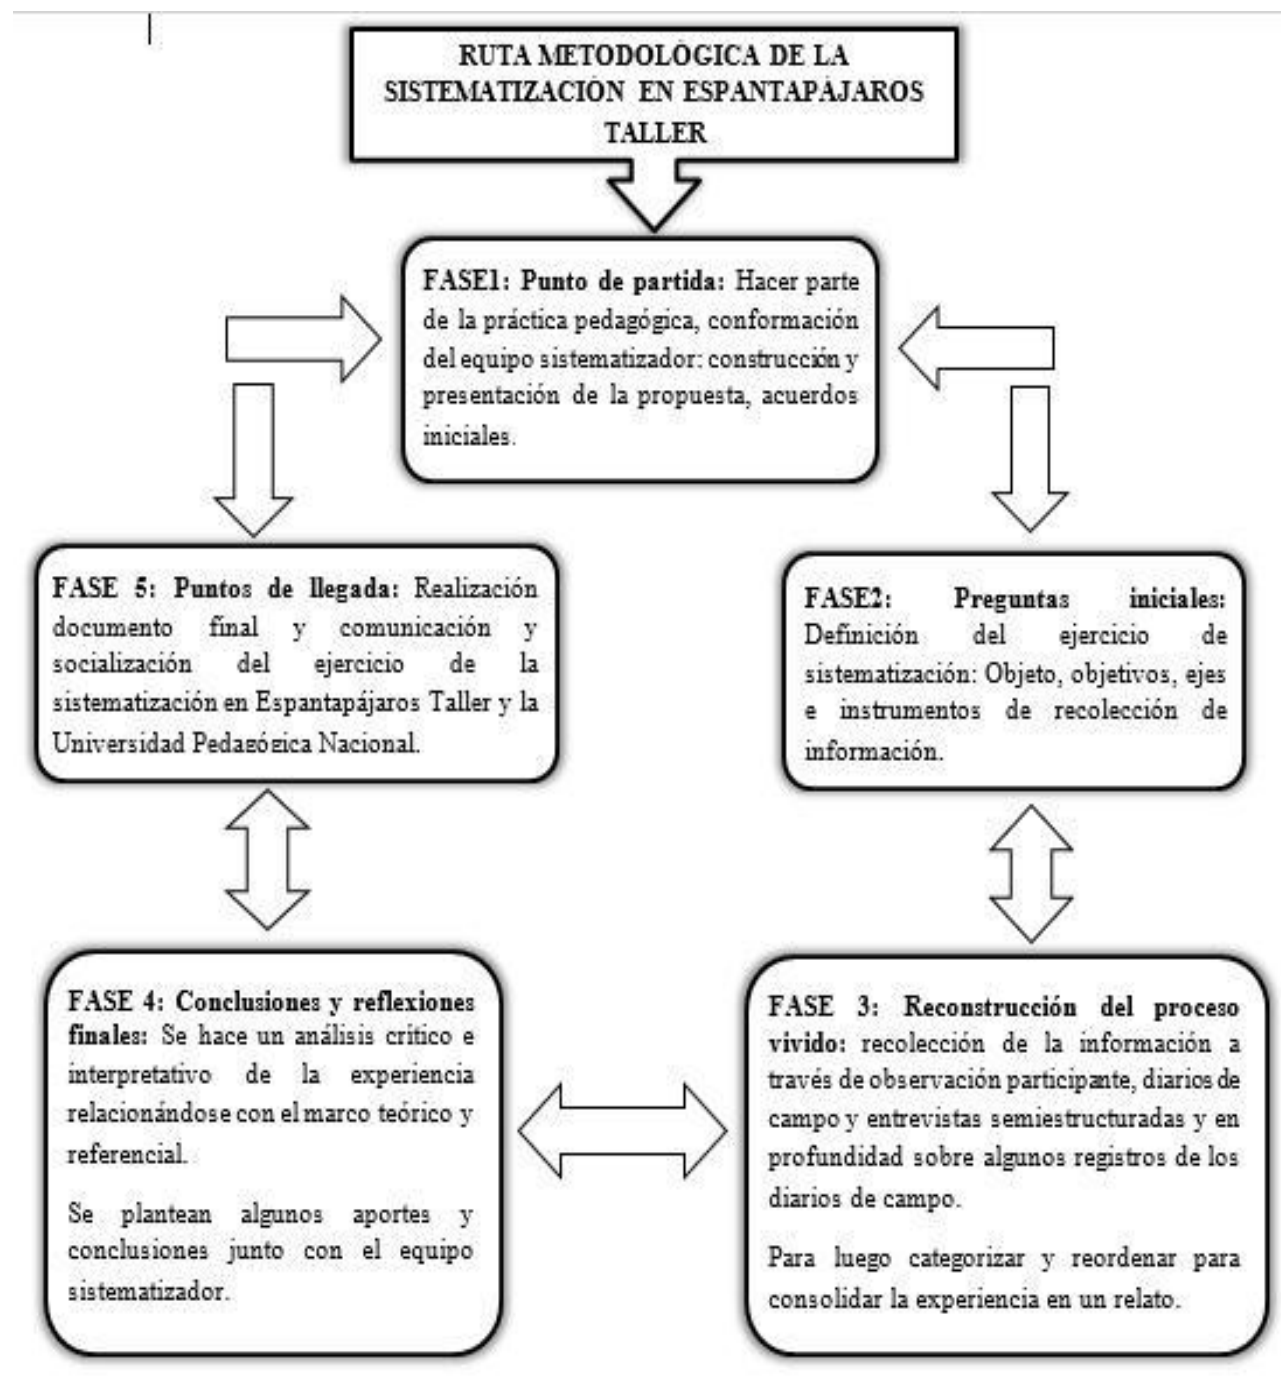 RUTA METODOLÓGICA DE LA
SISTEMATIZACIÓN EN ESPANTAPÁJAROS
TALLER
FASE1: Punto de partida: Hacer parte
de la práctica pedagógica, conformación
del equipo sistematizador: construcción y
presentación de la propuesta, acuerdos
iniciales.
FASE2: Preguntas iniciales:
Definición del ejercicio de
sistematización: Objeto, objetivos, ejes
e instrumentos de recolección de
información.
FASE 3: Reconstrucción del proceso
vivido: recolección de la información a
través de observación participante, diarios de
campo y entrevistas semiestructuradas y en
profundidad sobre algunos registros de los
diarios de campo.
Para luego categorizar y reordenar para
consolidar la experiencia en un relato.
FASE 4: Conclusiones y reflexiones
finales: Se hace un análisis crítico e
interpretativo de la experiencia
relacionándose con el marco teórico y
referencial.
Se plantean algunos aportes y
conclusiones junto con el equipo
sistematizador.
FASE 5: Puntos de llegada: Realización
documento final y comunicación y
socialización del ejercicio de la
sistematización en Espantapájaros Taller y la
Universidad Pedagógica Nacional.